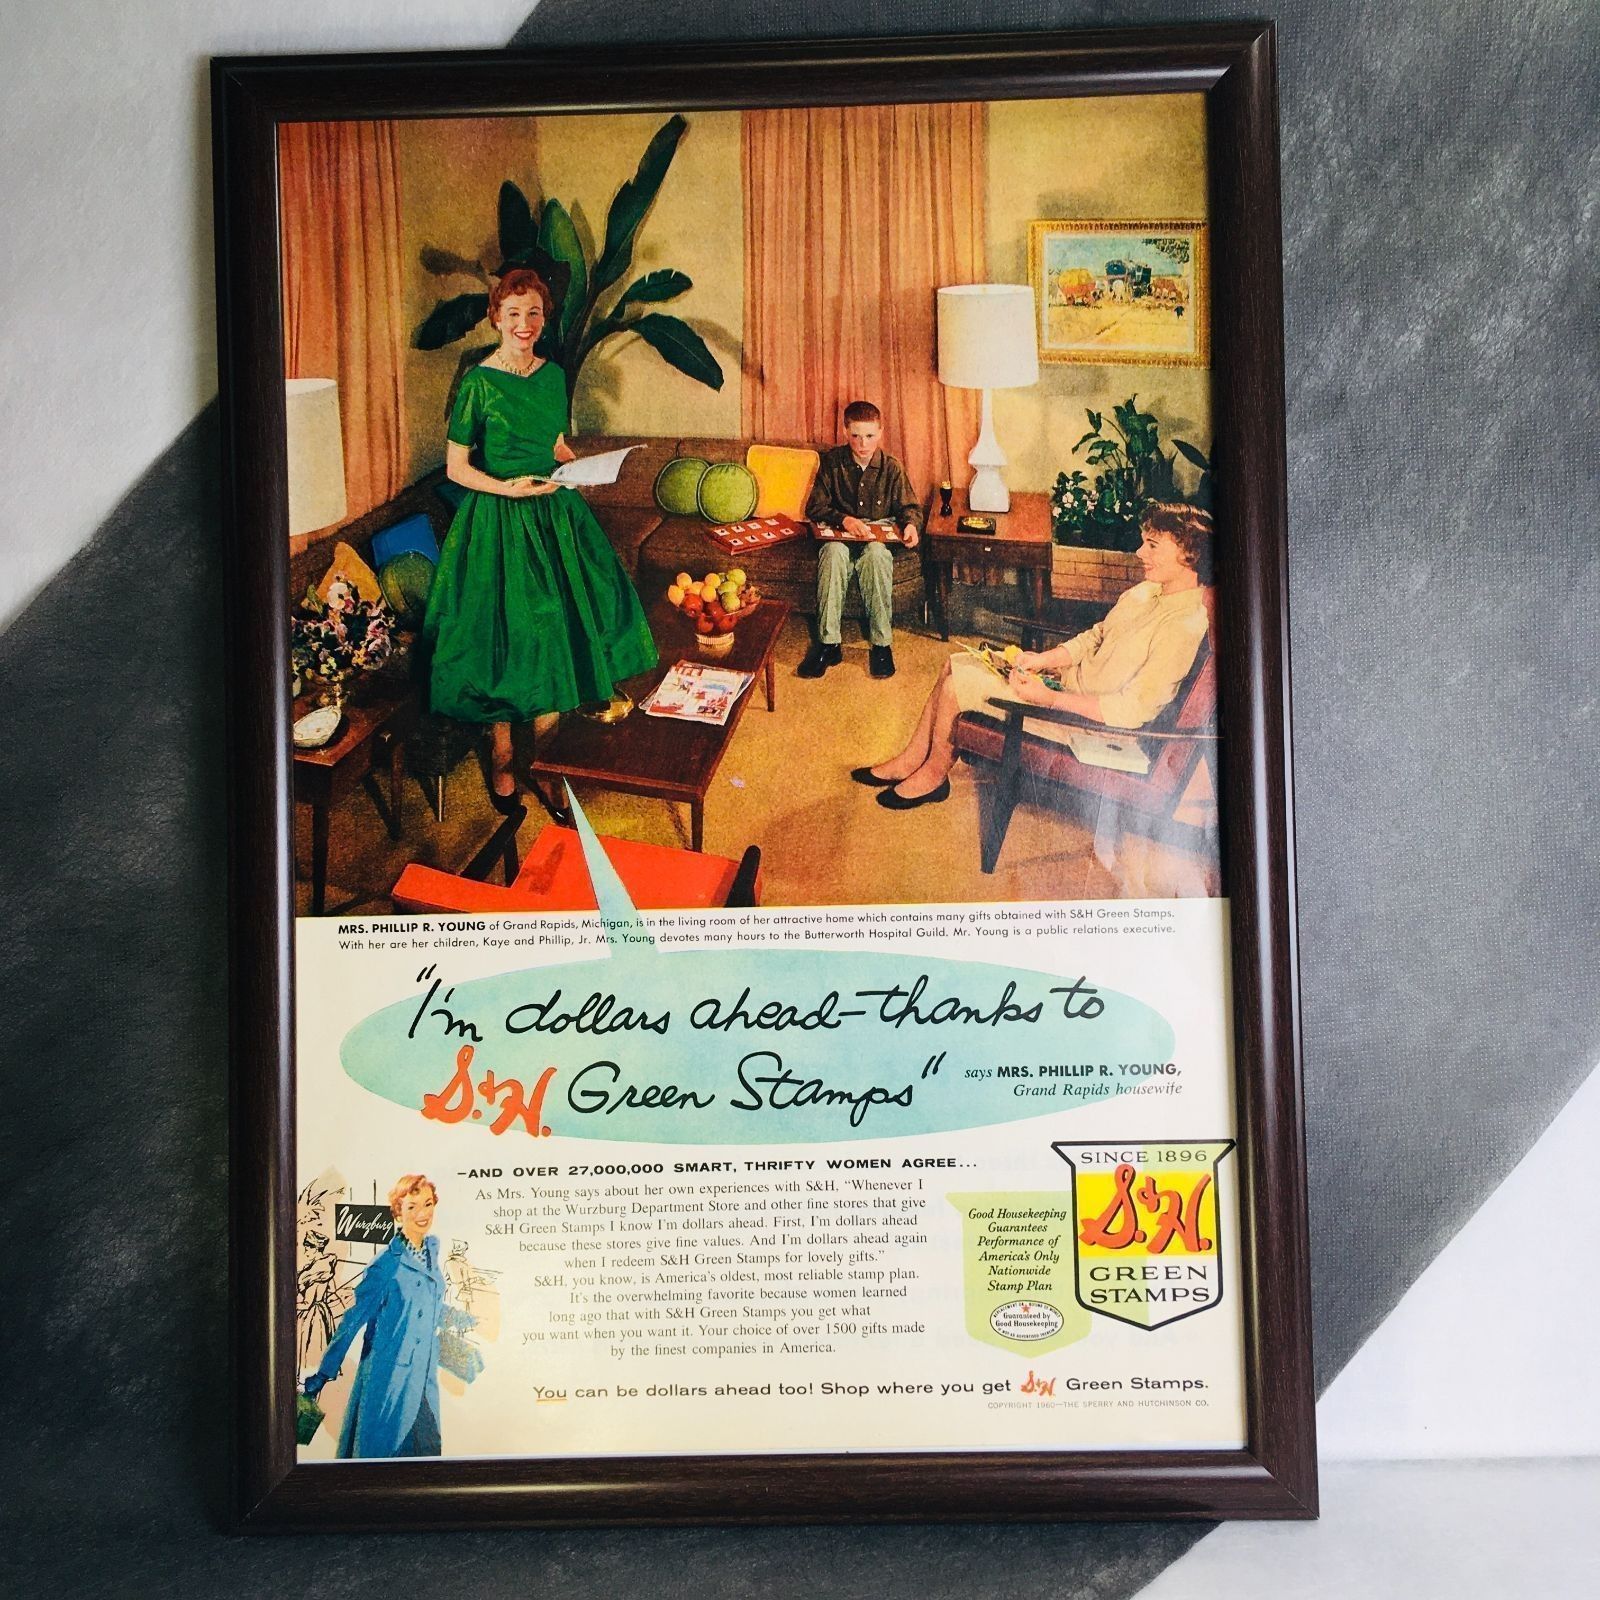 MRS. PHILLIP R. YOUNG of Grand Rapids, Michigan, is in the living room of her attractive home which contains many gifts obtained with S&H Green Stamps.
With her are her children, Kaye and Phillip, Jr. Mrs. Young devotes many hours to the Butterworth Hospital Guild. Mr. Young is a public relations executive.
"I'm dollars ahead—thanks to
S.&H. Green Stamps"
says MRS. PHILLIP R. YOUNG,
Grand Rapids housewife
—AND OVER 27,000,000 SMART, THRIFTY WOMEN AGREE...
As Mrs. Young says about her own experiences with S&H, "Whenever I
shop at the Wurzburg Department Store and other fine stores that give
S&H Green Stamps I know I'm dollars ahead. First, I'm dollars ahead
because these stores give fine values. And I'm dollars ahead again
when I redeem S&H Green Stamps for lovely gifts."
S&H, you know, is America's oldest, most reliable stamp plan.
It's the overwhelming favorite because women learned
long ago that with S&H Green Stamps you get what
you want when you want it. Your choice of over 1500 gifts made
by the finest companies in America.
Wurzburg
Good Housekeeping
Guarantees
Performance of
America's Only
Nationwide
Stamp Plan
Guaranteed by
Good Housekeeping
SINCE 1896
S.&H.
GREEN
STAMPS
You can be dollars ahead too! Shop where you get S.&H. Green Stamps.
COPYRIGHT 1960—THE SPERRY AND HUTCHINSON CO.